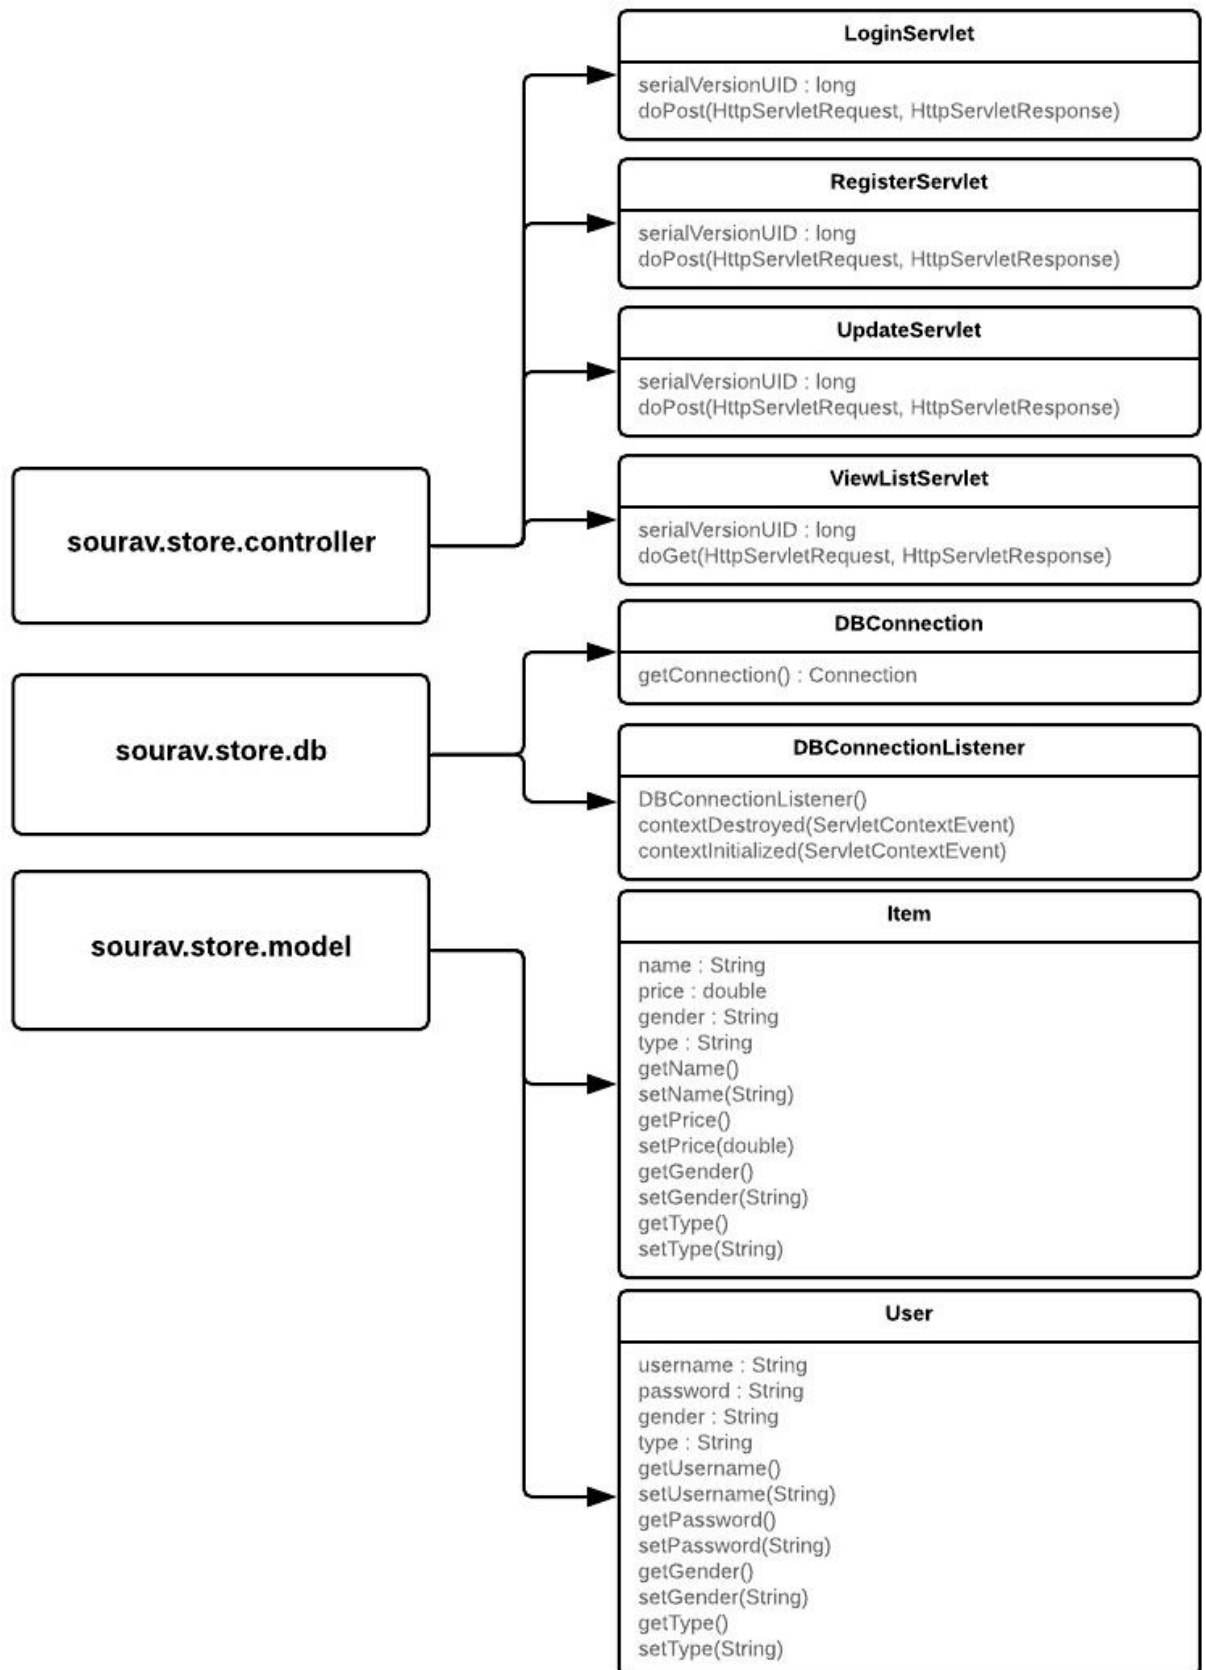 LoginServlet
serialVersionUID : long
doPost(HttpServletRequest, HttpServletResponse)
RegisterServlet
serialVersionUID : long
doPost(HttpServletRequest, HttpServletResponse)
UpdateServlet
serialVersionUID : long
doPost(HttpServletRequest, HttpServletResponse)
ViewListServlet
serialVersionUID : long
doGet(HttpServletRequest, HttpServletResponse)
sourav.store.controller
DBConnection
getConnection() : Connection
sourav.store.db
DBConnectionListener
DBConnectionListener()
contextDestroyed(ServletContextEvent)
contextInitialized(ServletContextEvent)
sourav.store.model
Item
name : String
price : double
gender : String
type : String
getName()
setName(String)
getPrice()
setPrice(double)
getGender()
setGender(String)
getType()
setType(String)
User
username : String
password : String
gender : String
type : String
getUsername()
setUsername(String)
getPassword()
setPassword(String)
getGender()
setGender(String)
getType()
setType(String)